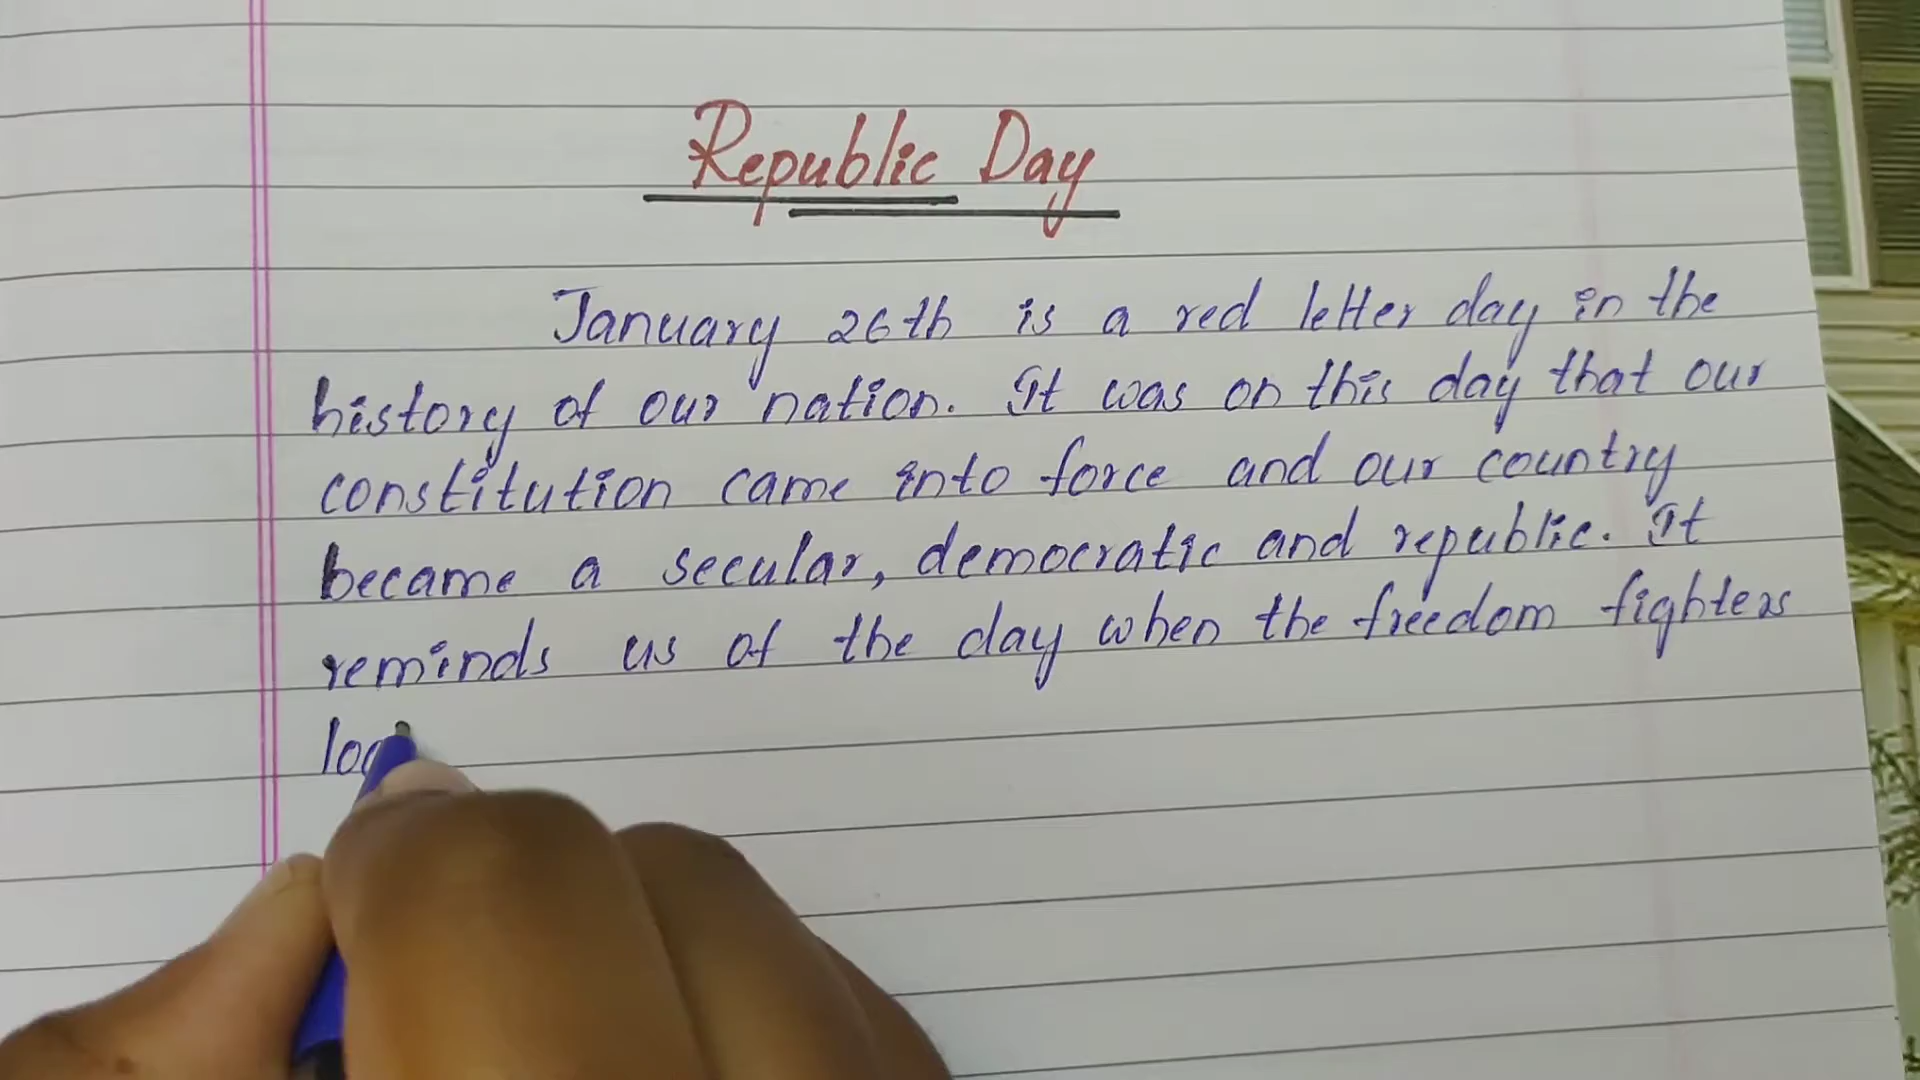 Republic Day
January 26th is a red letter day in the
history of our nation. It was on this day that our
constitution came into force and our country
became a secular, democratic and republic. It
reminds us of the day when the freedom fighters